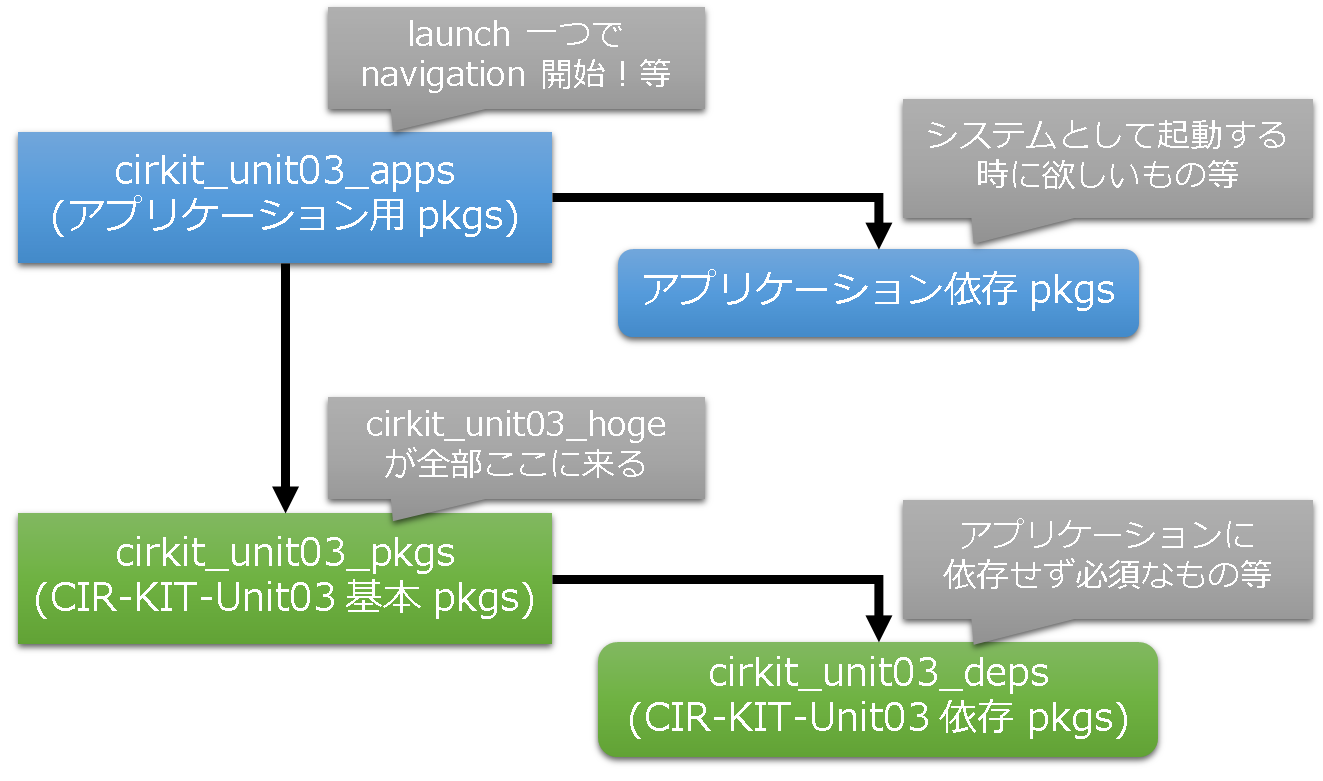 launch 一つで
navigation 開始！等
cirkit_unit03_apps
(アプリケーション用 pkgs)
システムとして起動する
時に欲しいもの等
アプリケーション依存 pkgs
cirkit_unit03_hoge
が全部ここに来る
cirkit_unit03_pkgs
(CIR-KIT-Unit03 基本 pkgs)
アプリケーションに
依存せず必須なもの等
cirkit_unit03_deps
(CIR-KIT-Unit03 依存 pkgs)